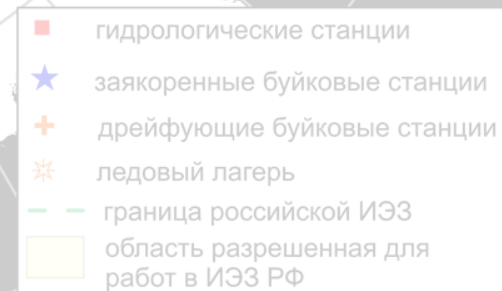 гидрологические станции
заякоренные буйковые станции
дрейфующие буйковые станции
ледовый лагерь
граница российской ИЭЗ
область разрешенная для
работ в ИЭЗ РФ